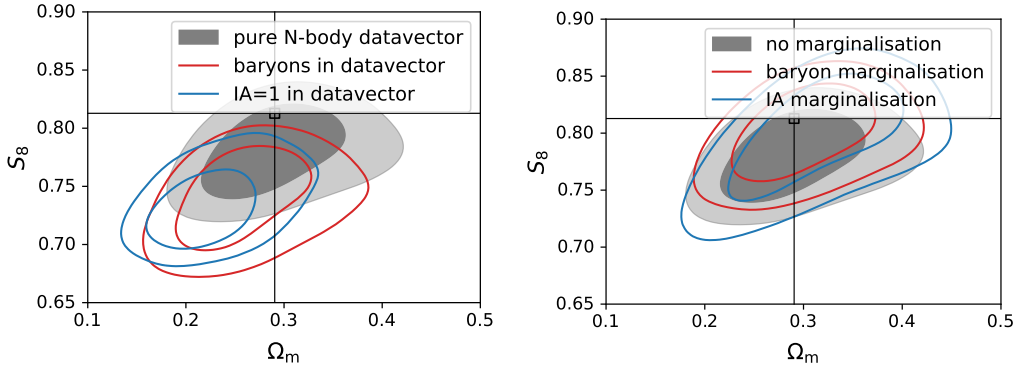 0.90
0.85
0.80
0.75
0.70
0.65
S8
0.1
0.2
0.3
0.4
0.5
Ωm
pure N-body datavector
baryons in datavector
IA=1 in datavector
0.90
0.85
0.80
0.75
0.70
0.65
S8
0.1
0.2
0.3
0.4
0.5
Ωm
no marginalisation
baryon marginalisation
IA marginalisation